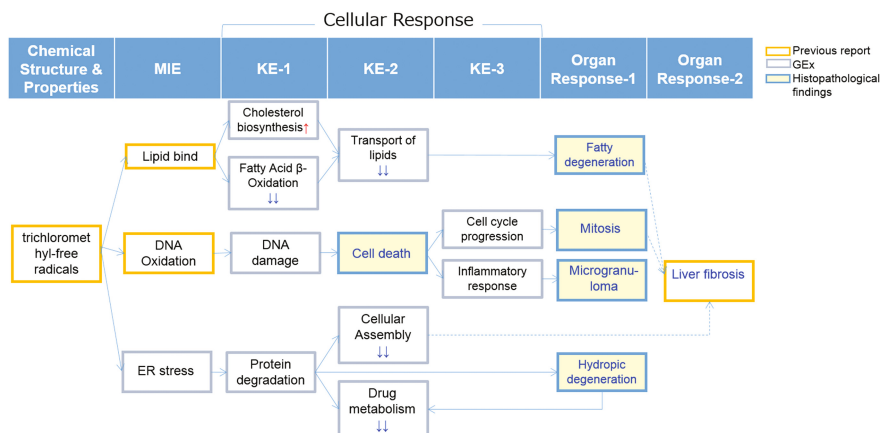 Cellular Response
Chemical
Structure &
Properties
MIE
KE-1
KE-2
KE-3
Organ
Response-1
Organ
Response-2
Previous report
GEx
Histopathological
findings
Cholesterol
biosynthesis↑
Lipid bind
Fatty Acid β-
Oxidation
↓↓
Transport of
lipids
↓↓
Fatty
degeneration
trichloromet
hyl-free
radicals
DNA
Oxidation
DNA
damage
Cell death
Cell cycle
progression
Mitosis
Inflammatory
response
Microgranu-
loma
Liver fibrosis
Cellular
Assembly
↓↓
ER stress
Protein
degradation
Hydropic
degeneration
Drug
metabolism
↓↓